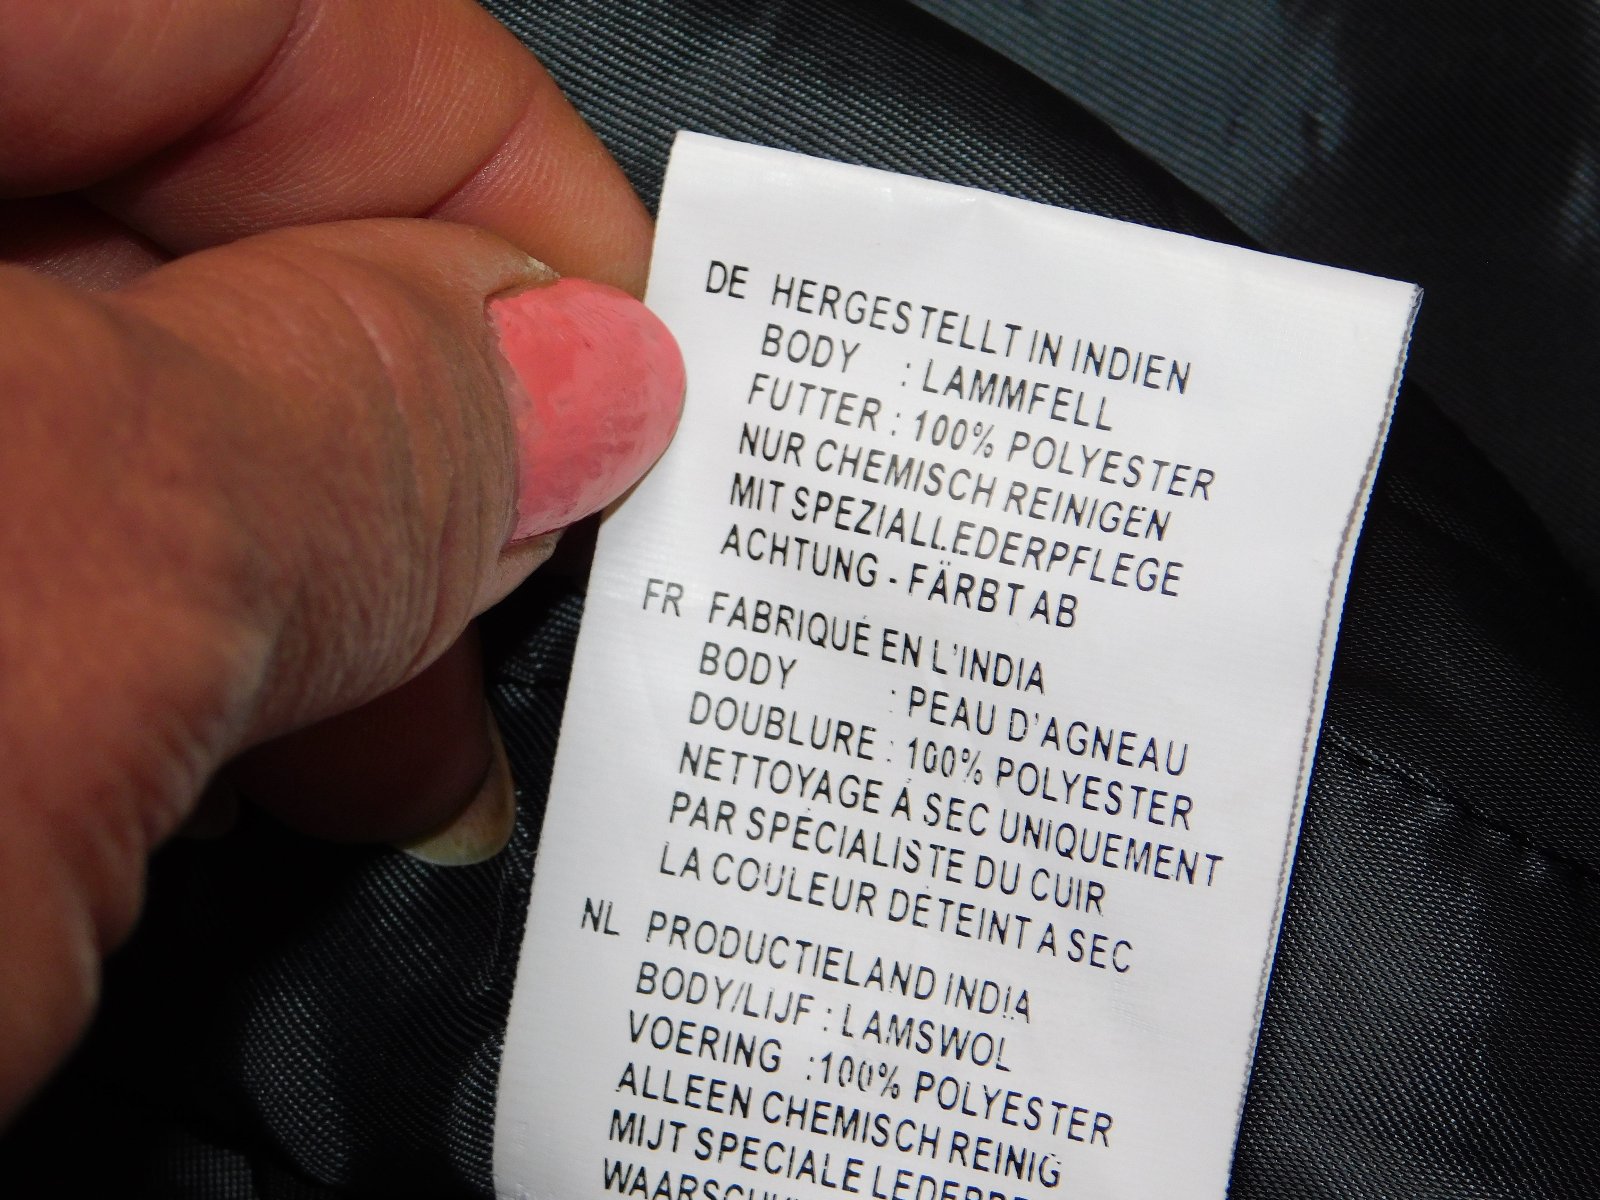 DE HERGESTELLT IN INDIEN
BODY : LAMMFELL
FUTTER : 100% POLYESTER
NUR CHEMISCH REINIGEN
MIT SPEZIALLEDERPFLEGE
ACHTUNG - FÄRBT AB
FR FABRIQUÉ EN L'INDIA
BODY : PEAU D'AGNEAU
DOUBLURE : 100% POLYESTER
NETTOYAGE À SEC UNIQUEMENT
PAR SPÉCIALISTE DU CUIR
LA COULEUR DÉTEINT A SEC
NL PRODUCTIELAND INDIA
BODY/LIJF : LAMSWOL
VOERING :100% POLYESTER
ALLEEN CHEMISCH REINIG
MIJT SPECIALE